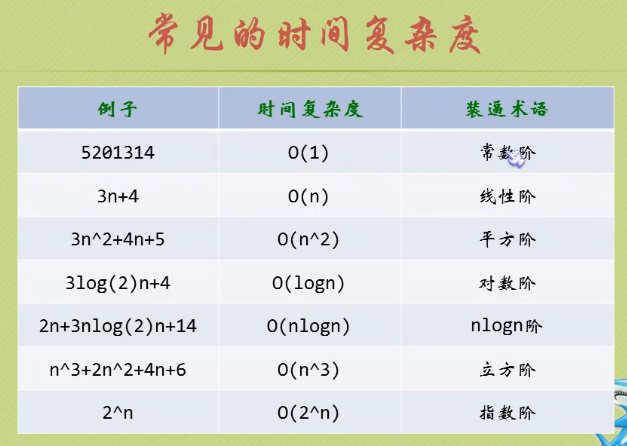 常见的时间复杂度
例子 时间复杂度 装逼术语
5201314 O(1) 常数阶
3n+4 O(n) 线性阶
3n^2+4n+5 O(n^2) 平方阶
3log(2)n+4 O(logn) 对数阶
2n+3nlog(2)n+14 O(nlogn) nlogn阶
n^3+2n^2+4n+6 O(n^3) 立方阶
2^n O(2^n) 指数阶